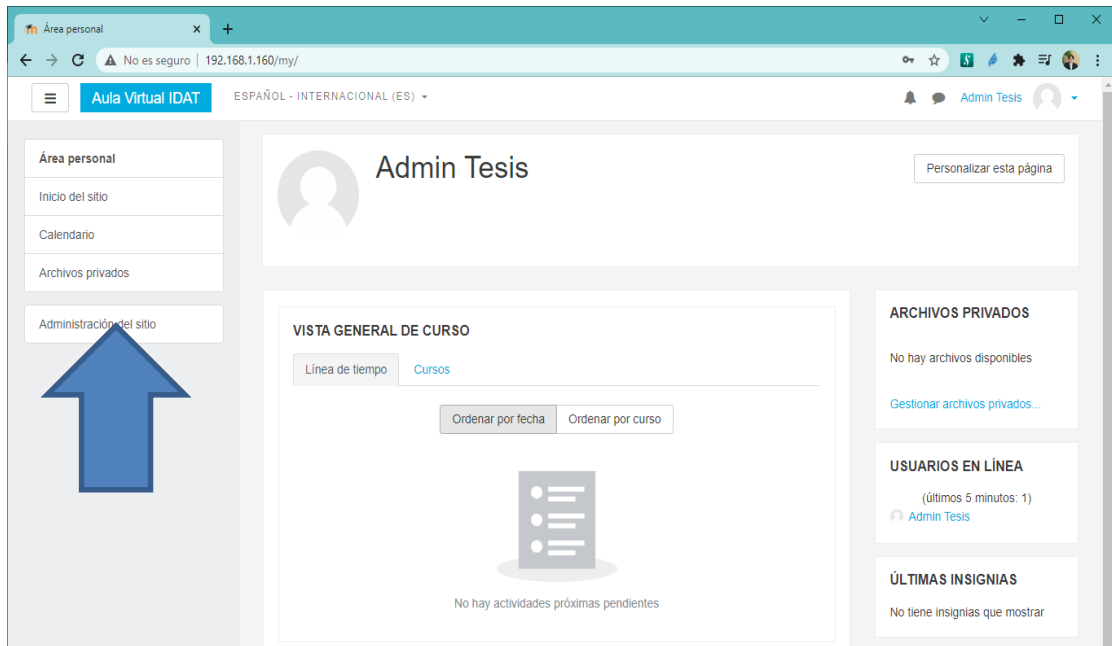 Área personal
No es seguro | 192.168.1.160/my/
Aula Virtual IDAT
ESPAÑOL - INTERNACIONAL (ES)
Admin Tesis
Área personal
Inicio del sitio
Calendario
Archivos privados
Administración del sitio
Admin Tesis
Personalizar esta página
VISTA GENERAL DE CURSO
Línea de tiempo
Cursos
Ordenar por fecha
Ordenar por curso
No hay actividades próximas pendientes
ARCHIVOS PRIVADOS
No hay archivos disponibles
Gestionar archivos privados...
USUARIOS EN LÍNEA
(últimos 5 minutos: 1)
Admin Tesis
ÚLTIMAS INSIGNIAS
No tiene insignias que mostrar